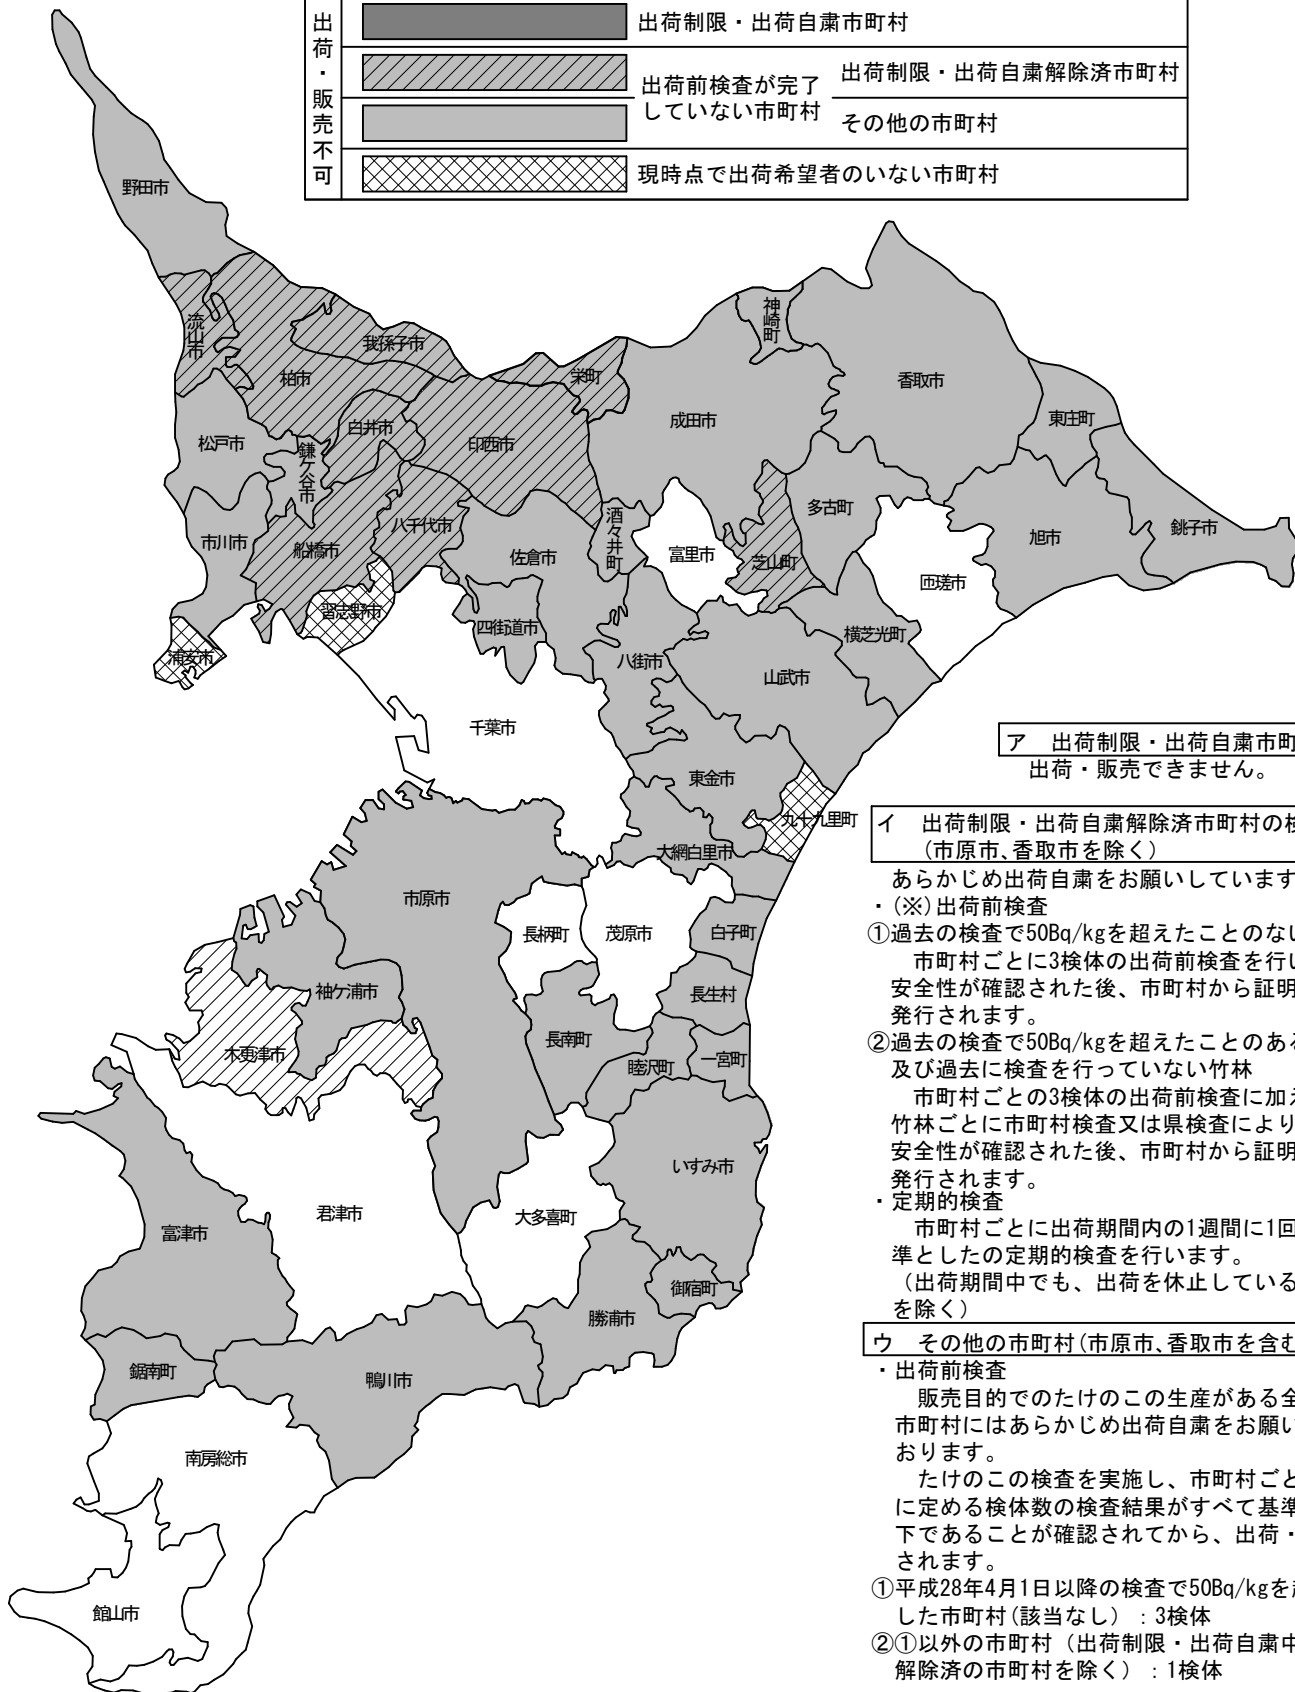 出荷・販売不可
出荷制限・出荷自粛市町村
出荷前検査が完了
していない市町村
出荷制限・出荷自粛解除済市町村
その他の市町村
現時点で出荷希望者のいない市町村
野田市
流山市
柏市
我孫子市
栄町
神崎町
香取市
東庄町
銚子市
旭市
匝瑳市
多古町
成田市
松戸市
鎌ケ谷市
白井市
印西市
市川市
船橋市
八千代市
佐倉市
酒々井町
富里市
芝山町
横芝光町
習志野市
浦安市
四街道市
八街市
山武市
千葉市
東金市
九十九里町
大網白里市
市原市
長柄町
茂原市
白子町
長生村
袖ケ浦市
木更津市
長南町
睦沢町
一宮町
いすみ市
富津市
君津市
大多喜町
御宿町
勝浦市
鋸南町
鴨川市
南房総市
館山市
ア　出荷制限・出荷自粛市町
出荷・販売できません。
イ　出荷制限・出荷自粛解除済市町村の検
(市原市、香取市を除く)
あらかじめ出荷自粛をお願いしています
・(※)出荷前検査
①過去の検査で50Bq/kgを超えたことのない
市町村ごとに3検体の出荷前検査を行い
安全性が確認された後、市町村から証明
発行されます。
②過去の検査で50Bq/kgを超えたことのある
及び過去に検査を行っていない竹林
市町村ごとの3検体の出荷前検査に加え
竹林ごとに市町村検査又は県検査により
安全性が確認された後、市町村から証明
発行されます。
・定期的検査
市町村ごとに出荷期間内の1週間に1回
準としたの定期的検査を行います。
（出荷期間中でも、出荷を休止している
を除く）
ウ　その他の市町村(市原市、香取市を含む
・出荷前検査
販売目的でのたけのこの生産がある全
市町村にはあらかじめ出荷自粛をお願い
おります。
たけのこの検査を実施し、市町村ごと
に定める検体数の検査結果がすべて基準
下であることが確認されてから、出荷・
されます。
①平成28年4月1日以降の検査で50Bq/kgを超
した市町村(該当なし）：3検体
②①以外の市町村（出荷制限・出荷自粛中
解除済の市町村を除く）：1検体